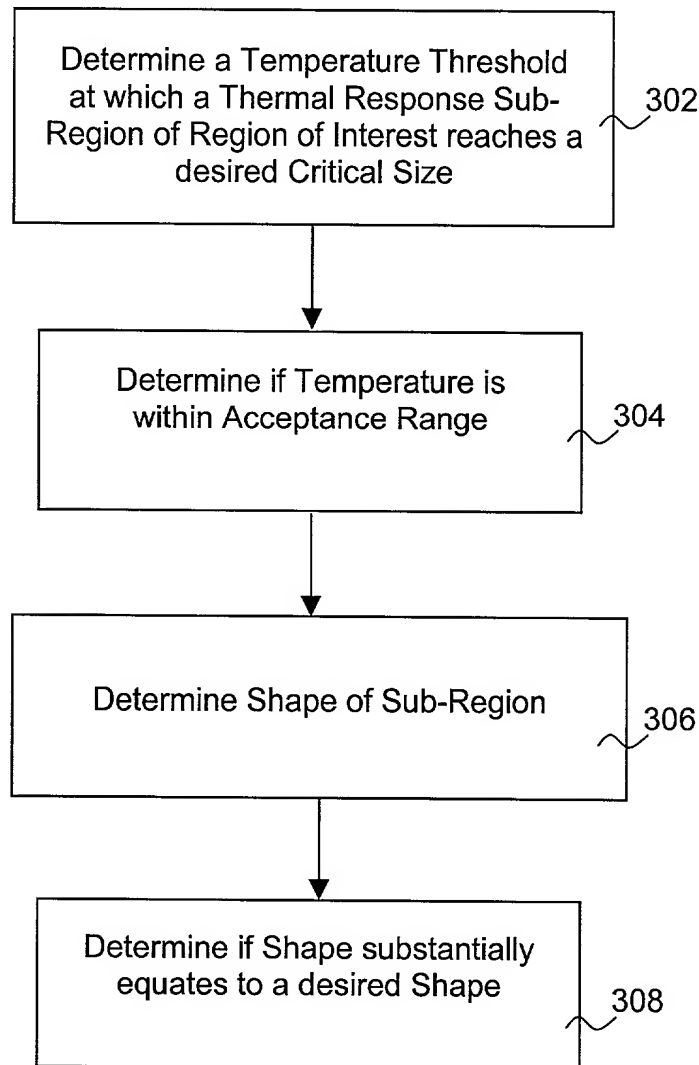 Determine a Temperature Threshold
at which a Thermal Response Sub-
Region of Region of Interest reaches a
desired Critical Size
302
Determine if Temperature is
within Acceptance Range
304
Determine Shape of Sub-Region
306
Determine if Shape substantially
equates to a desired Shape
308